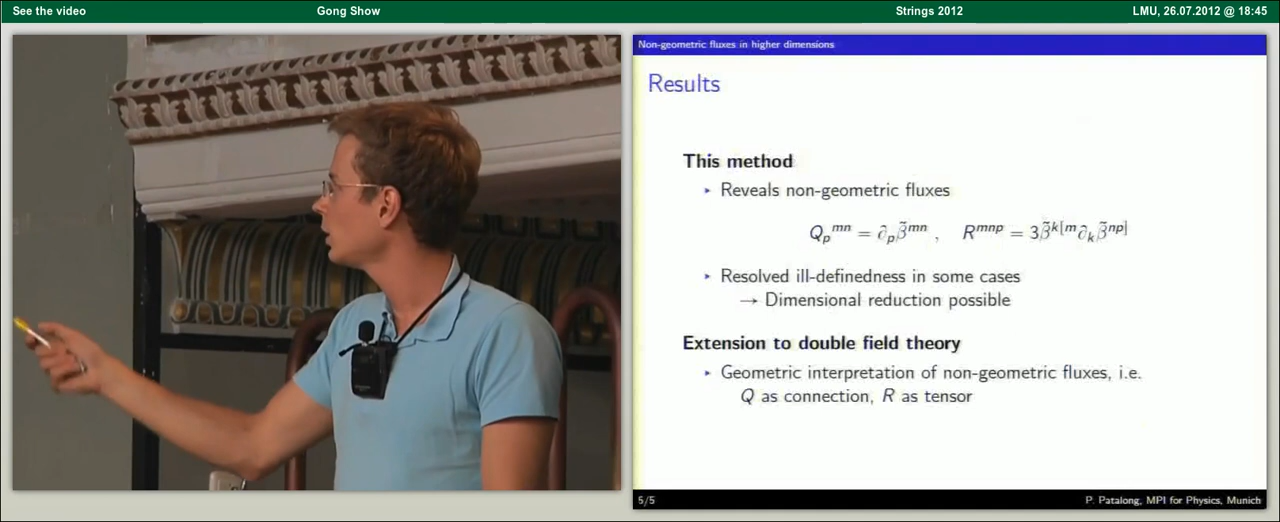 See the video
Gong Show
Strings 2012
LMU, 26.07.2012 @ 18:45
Non-geometric fluxes in higher dimensions
Results
This method
‣ Reveals non-geometric fluxes
Qₚᵐⁿ = ∂ₚβ̃ᵐⁿ , Rᵐⁿᵖ = 3β̃ᵏ[ᵐ∂ₖβ̃ⁿᵖ]
‣ Resolved ill-definedness in some cases
→ Dimensional reduction possible
Extension to double field theory
‣ Geometric interpretation of non-geometric fluxes, i.e.
Q as connection, R as tensor
5/5
P. Patalong, MPI for Physics, Munich